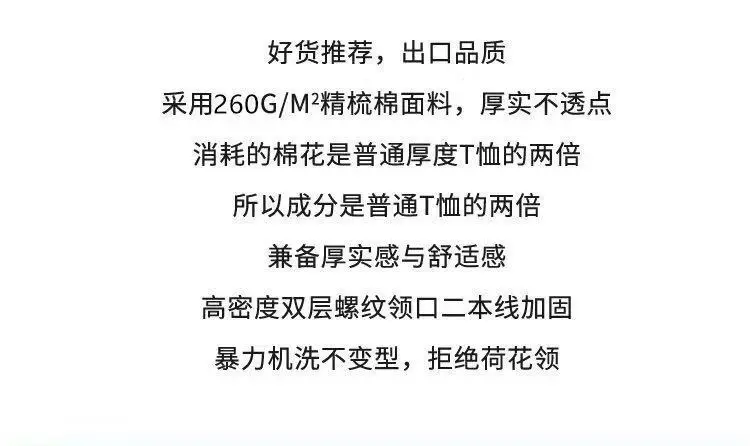 好货推荐，出口品质
采用260G/M²精梳棉面料，厚实不透点
消耗的棉花是普通厚度T恤的两倍
所以成分是普通T恤的两倍
兼备厚实感与舒适感
高密度双层螺纹领口二本线加固
暴力机洗不变型，拒绝荷花领